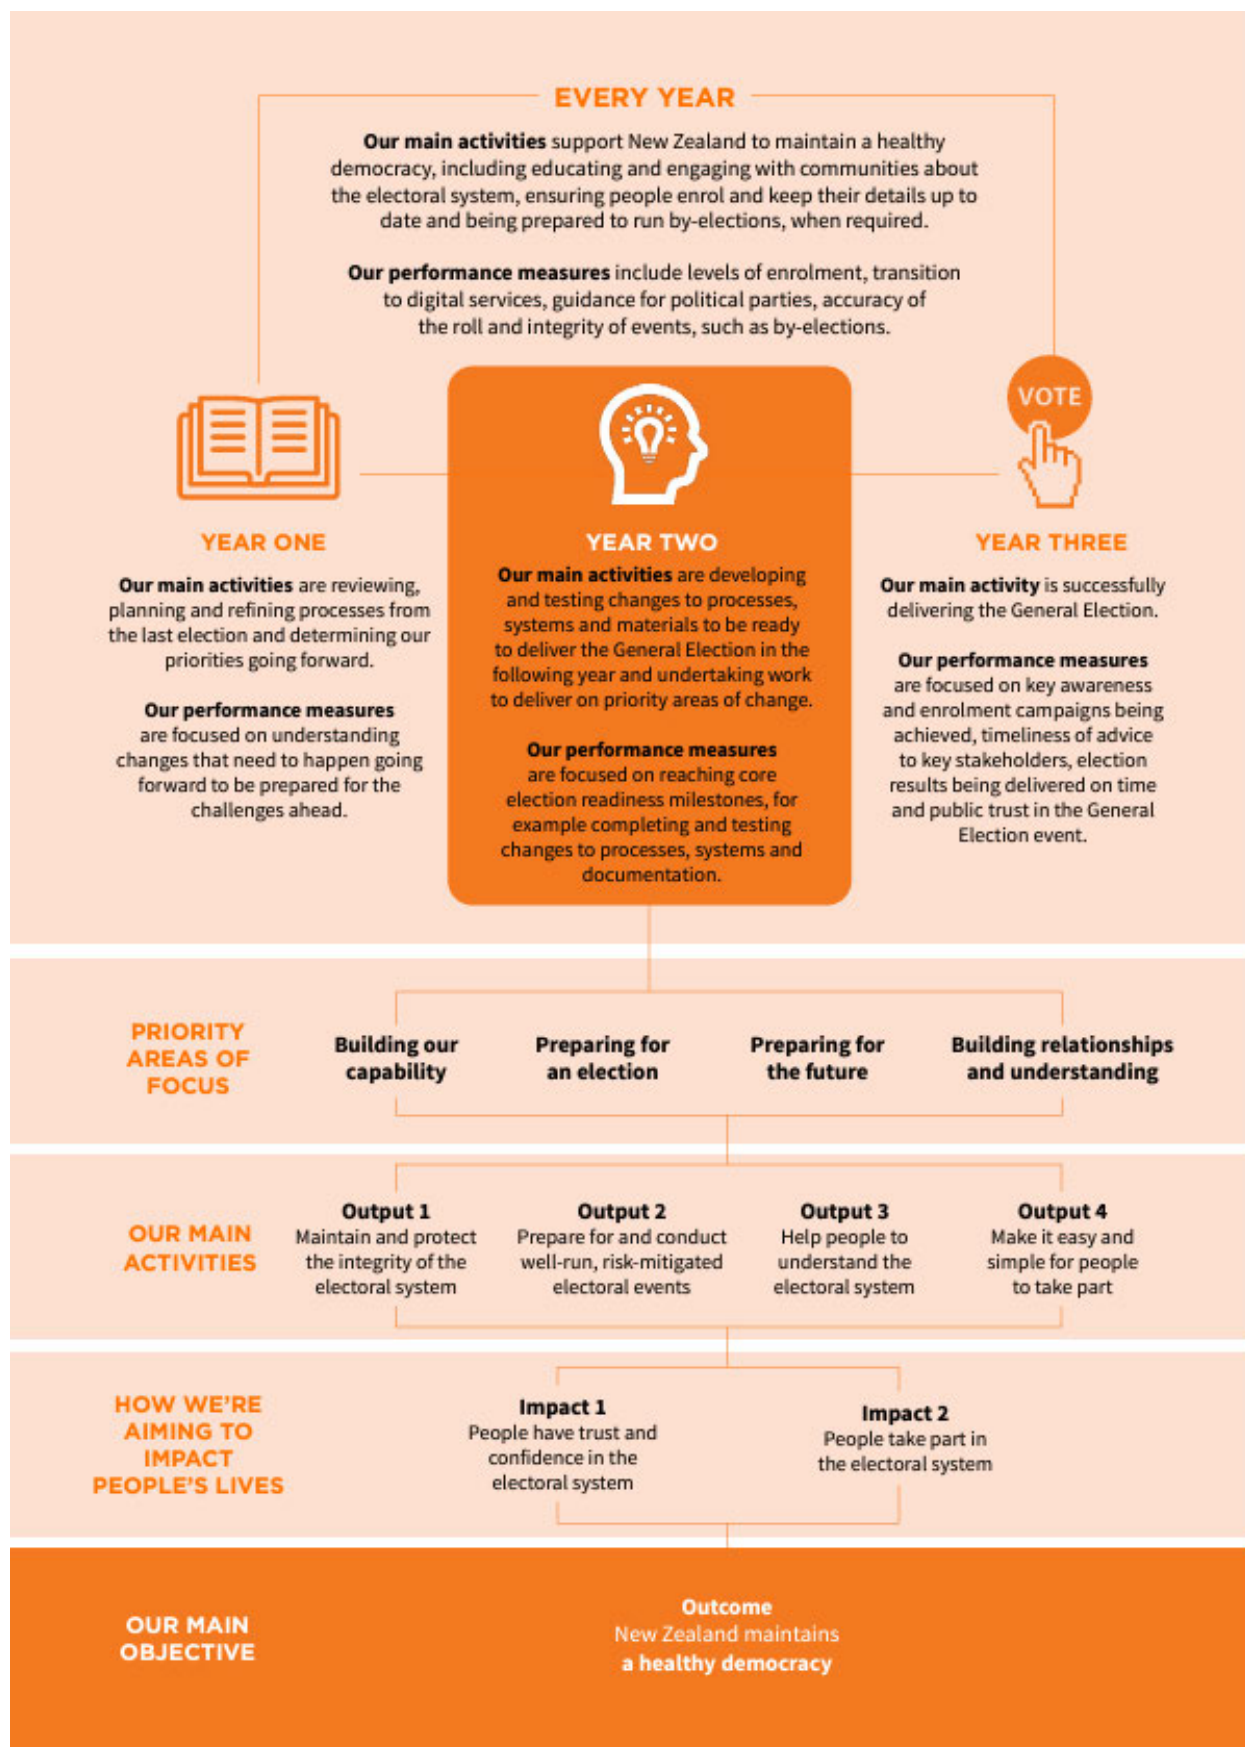 EVERY YEAR
Our main activities support New Zealand to maintain a healthy
democracy, including educating and engaging with communities about
the electoral system, ensuring people enrol and keep their details up to
date and being prepared to run by-elections, when required.
Our performance measures include levels of enrolment, transition
to digital services, guidance for political parties, accuracy of
the roll and integrity of events, such as by-elections.
YEAR ONE
Our main activities are reviewing,
planning and refining processes from
the last election and determining our
priorities going forward.
Our performance measures
are focused on understanding
changes that need to happen going
forward to be prepared for the
challenges ahead.
YEAR TWO
Our main activities are developing
and testing changes to processes,
systems and materials to be ready
to deliver the General Election in the
following year and undertaking work
to deliver on priority areas of change.
Our performance measures
are focused on reaching core
election readiness milestones, for
example completing and testing
changes to processes, systems and
documentation.
VOTE
YEAR THREE
Our main activity is successfully
delivering the General Election.
Our performance measures
are focused on key awareness
and enrolment campaigns being
achieved, timeliness of advice
to key stakeholders, election
results being delivered on time
and public trust in the General
Election event.
PRIORITY
AREAS OF
FOCUS
Building our
capability
Preparing for
an election
Preparing for
the future
Building relationships
and understanding
OUR MAIN
ACTIVITIES
Output 1
Maintain and protect
the integrity of the
electoral system
Output 2
Prepare for and conduct
well-run, risk-mitigated
electoral events
Output 3
Help people to
understand the
electoral system
Output 4
Make it easy and
simple for people
to take part
HOW WE'RE
AIMING TO
IMPACT
PEOPLE'S LIVES
Impact 1
People have trust and
confidence in the
electoral system
Impact 2
People take part in
the electoral system
OUR MAIN
OBJECTIVE
Outcome
New Zealand maintains
a healthy democracy